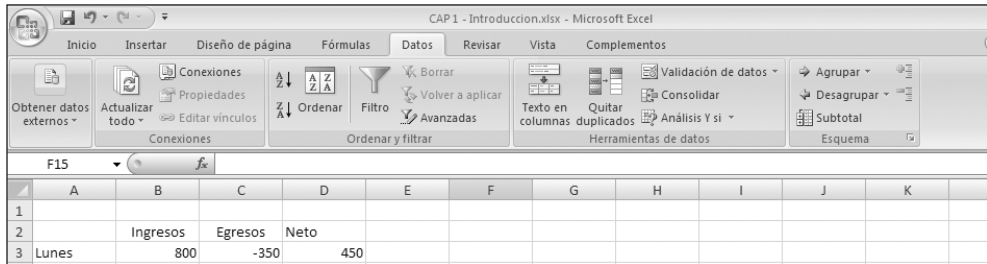 CAP 1 - Introduccion.xlsx - Microsoft Excel
Inicio Insertar Diseño de página Fórmulas Datos Revisar Vista Complementos
Obtener datos externos
Actualizar todo
Conexiones
Propiedades
Editar vínculos
Conexiones
Ordenar
Filtro
Borrar
Volver a aplicar
Avanzadas
Ordenar y filtrar
Texto en columnas
Quitar duplicados
Validación de datos
Consolidar
Análisis Y si
Herramientas de datos
Agrupar
Desagrupar
Subtotal
Esquema
F15 fx
A B C D E F G H I J K
1
2 Ingresos Egresos Neto
3 Lunes 800 -350 450